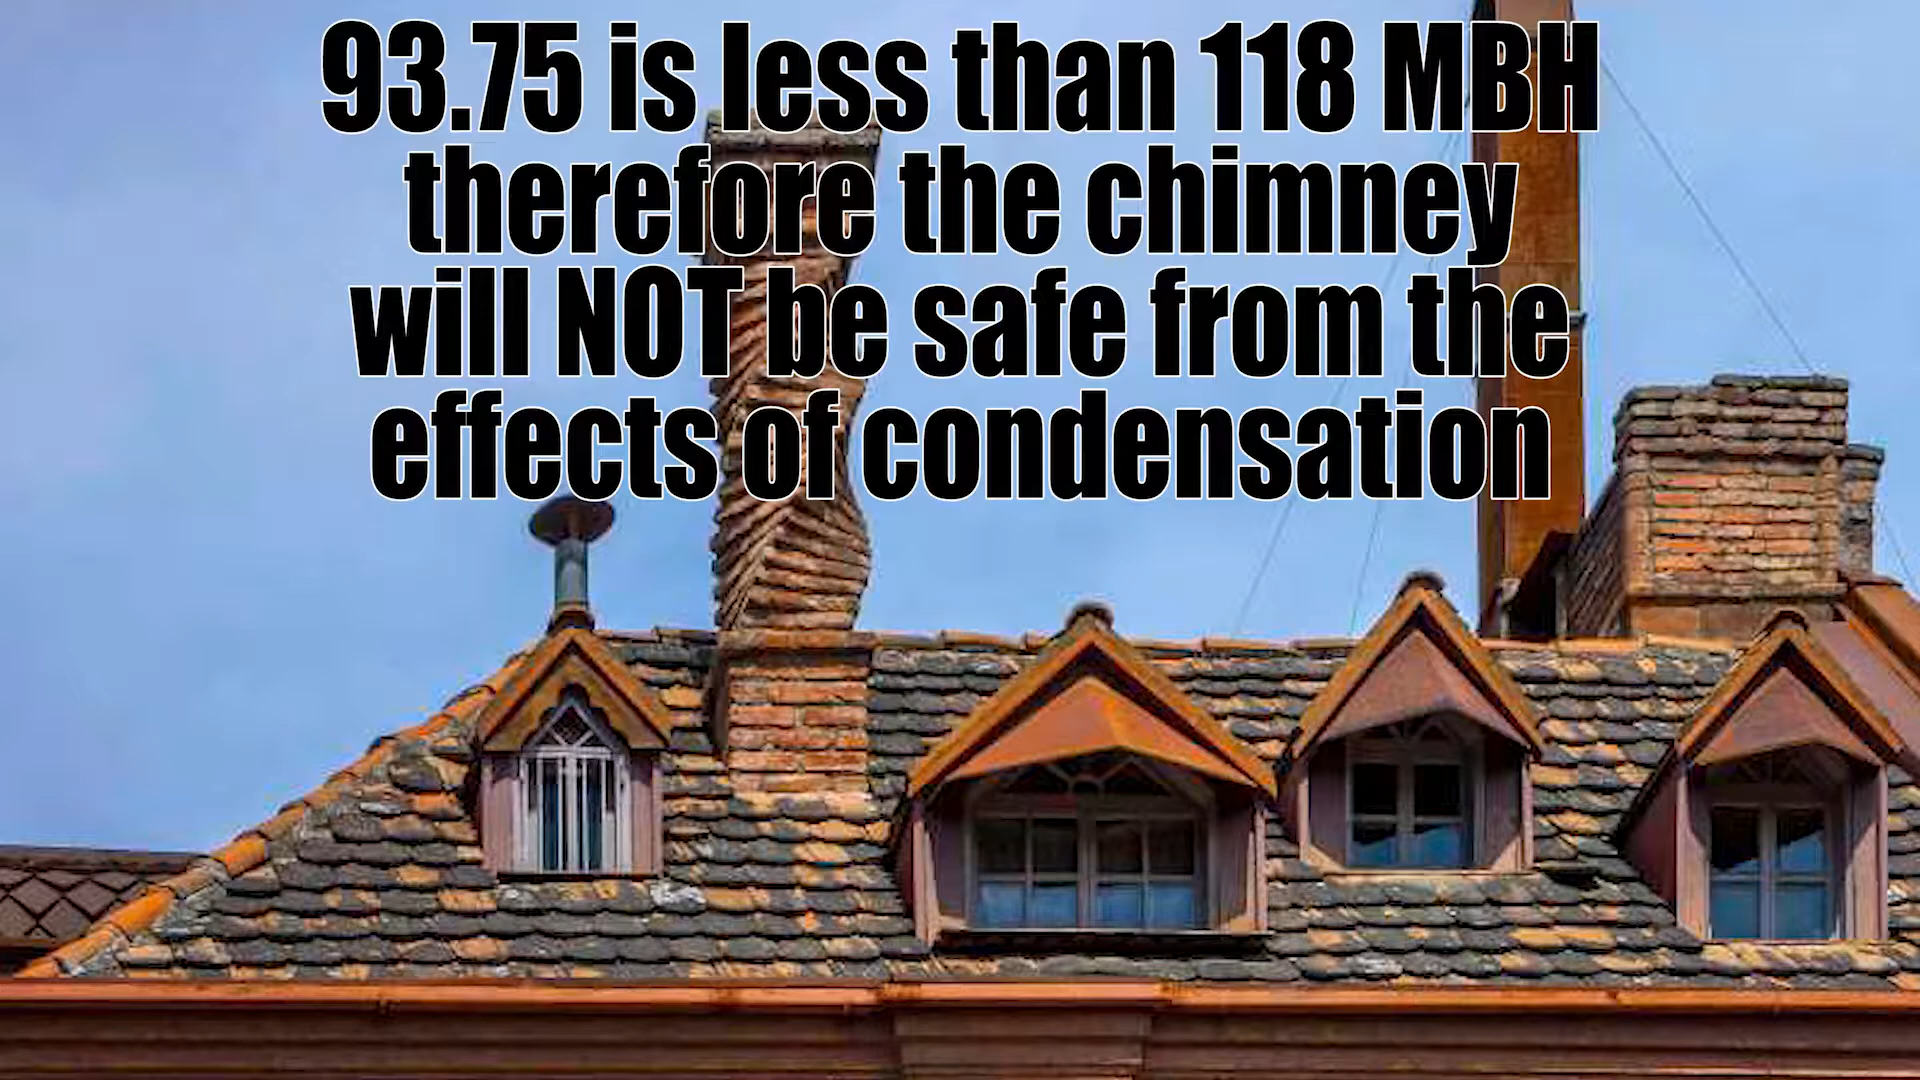 93.75 is less than 118 MBH
therefore the chimney
will NOT be safe from the
effects of condensation